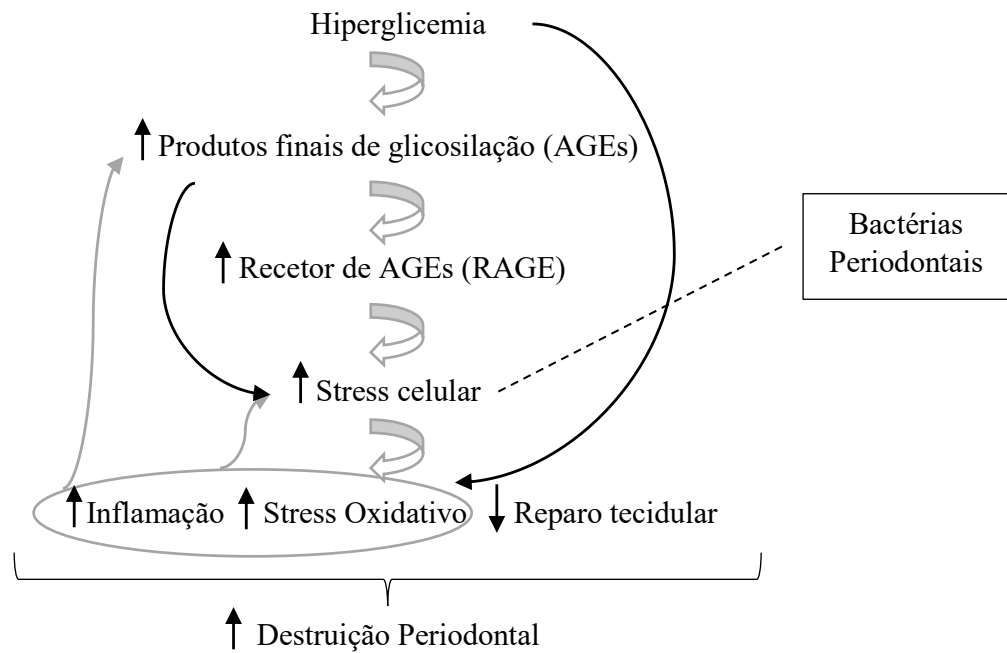 Hiperglicemia
Produtos finais de glicosilação (AGEs)
Recetor de AGEs (RAGE)
Bactérias
Periodontais
Stress celular
Inflamação Stress Oxidativo Reparo tecidular
Destruição Periodontal